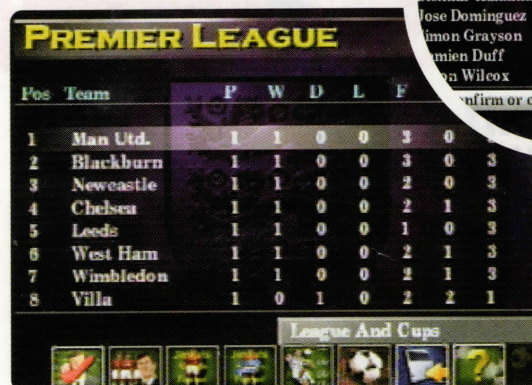 Jose Dominguez
Simon Grayson
Damien Duff
Wilcox
PREMIER LEAGUE
Pos Team P W D L F
1 Man Utd. 1 1 0 0 3 0
2 Blackburn 1 1 0 0 3 0 3
3 Newcastle 1 1 0 0 2 0 3
4 Chelsea 1 1 0 0 2 1 3
5 Leeds 1 1 0 0 1 0 3
6 West Ham 1 1 0 0 2 1 3
7 Wimbledon 1 1 0 0 2 1 3
8 Villa 1 0 1 0 2 2 1
League And Cups